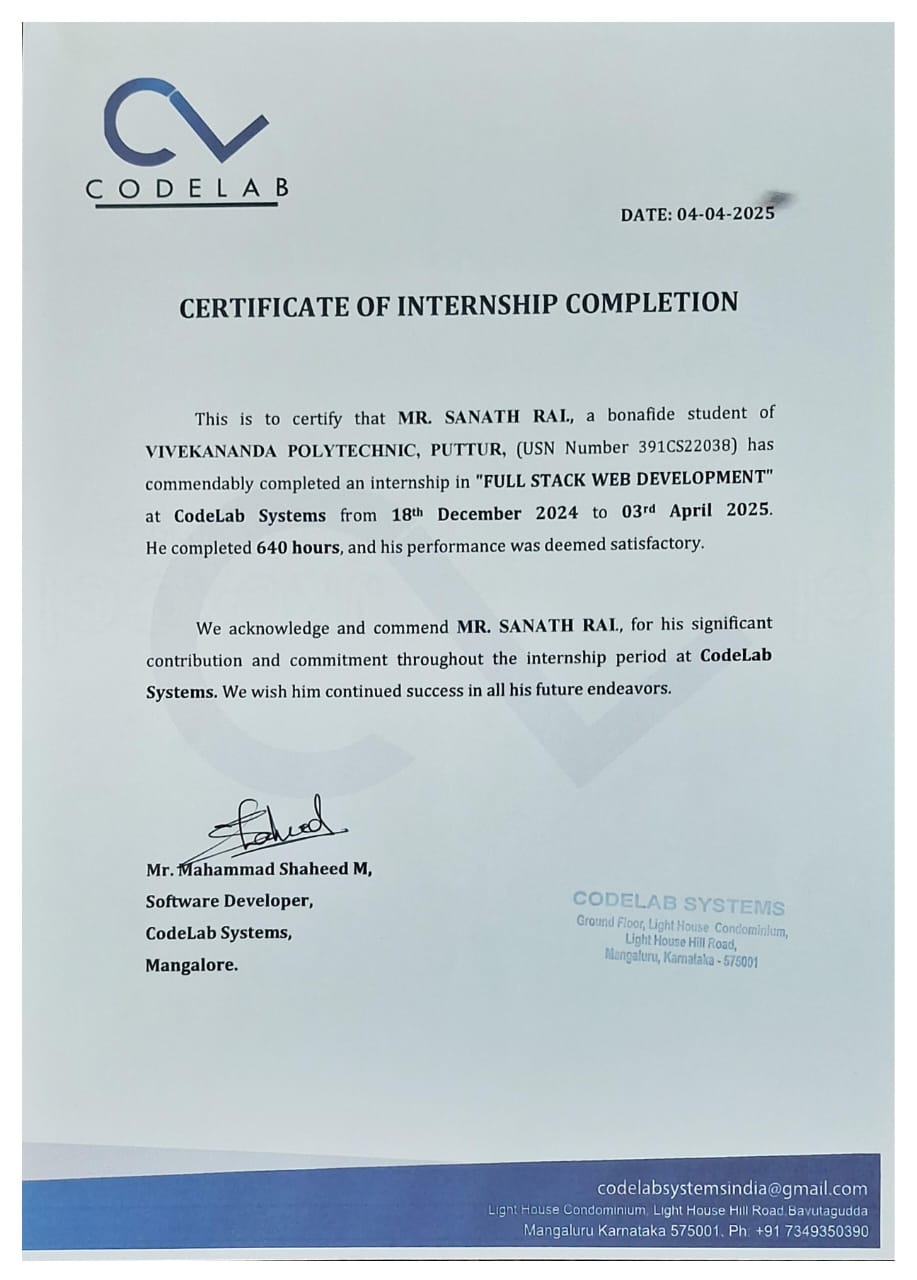 CODELAB
DATE: 04-04-2025
CERTIFICATE OF INTERNSHIP COMPLETION
This is to certify that MR. SANATH RAI., a bonafide student of
VIVEKANANDA POLYTECHNIC, PUTTUR, (USN Number 391CS22038) has
commendably completed an internship in "FULL STACK WEB DEVELOPMENT"
at CodeLab Systems from 18th December 2024 to 03rd April 2025.
He completed 640 hours, and his performance was deemed satisfactory.
We acknowledge and commend MR. SANATH RAI., for his significant
contribution and commitment throughout the internship period at CodeLab
Systems. We wish him continued success in all his future endeavors.
Shaheed
Mr. Mahammad Shaheed M,
Software Developer,
CodeLab Systems,
Mangalore.
CODELAB SYSTEMS
Ground Floor, Light House Condominium,
Light House Hill Road,
Mangaluru, Karnataka - 575001
codelabsystemsindia@gmail.com
Light House Condominium, Light House Hill Road Bavutagudda
Mangaluru Karnataka 575001. Ph: +91 7349350390